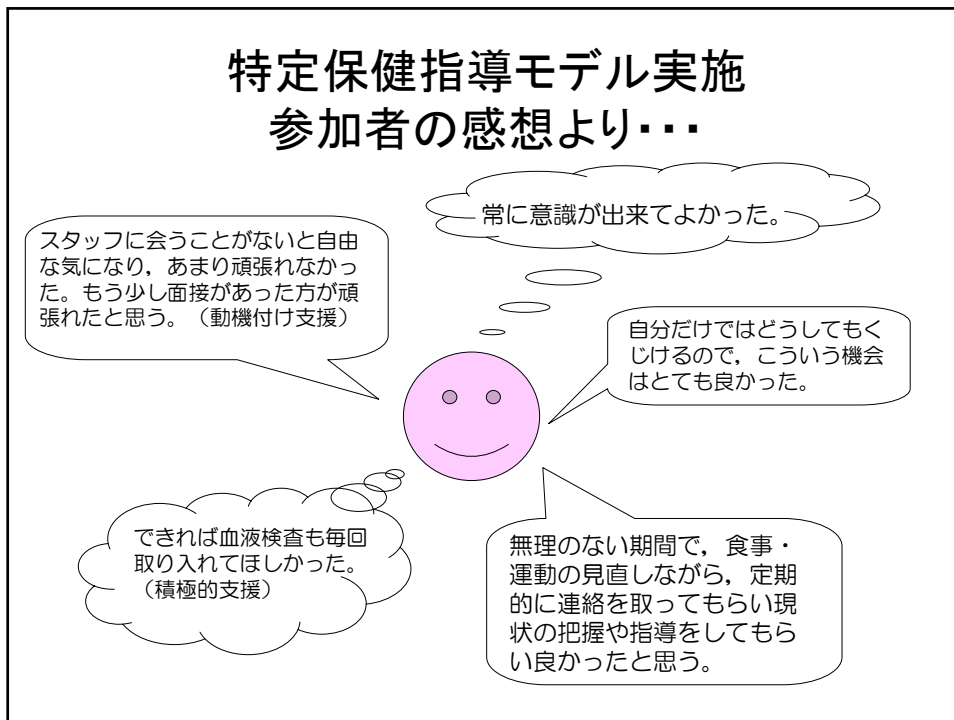 特定保健指導モデル実施
参加者の感想より・・・
常に意識が出来てよかった。
スタッフに会うことがないと自由
な気になり，あまり頑張れなかっ
た。もう少し面接があった方が頑
張れたと思う。（動機付け支援）
自分だけではどうしてもく
じけるので，こういう機会
はとても良かった。
できれば血液検査も毎回
取り入れてほしかった。
（積極的支援）
無理のない期間で，食事・
運動の見直しながら，定期
的に連絡を取ってもらい現
状の把握や指導をしてもら
い良かったと思う。